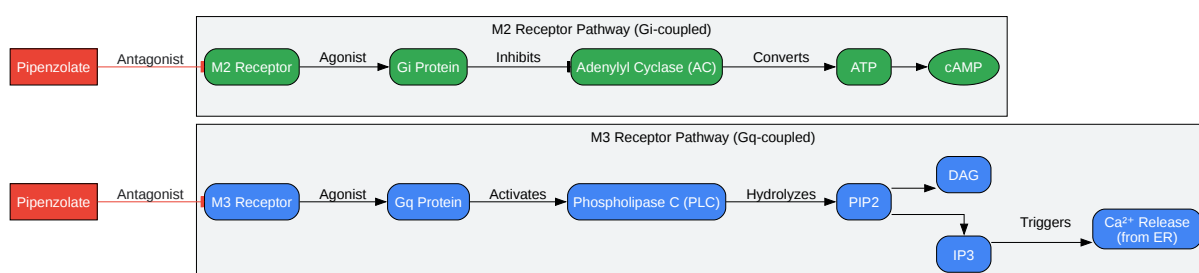 M2 Receptor Pathway (Gi-coupled)
Pipenzolate
Antagonist
M2 Receptor
Agonist
Gi Protein
Inhibits
Adenylyl Cyclase (AC)
Converts
ATP
cAMP
M3 Receptor Pathway (Gq-coupled)
Pipenzolate
Antagonist
M3 Receptor
Agonist
Gq Protein
Activates
Phospholipase C (PLC)
Hydrolyzes
PIP2
DAG
IP3
Triggers
Ca²⁺ Release
(from ER)